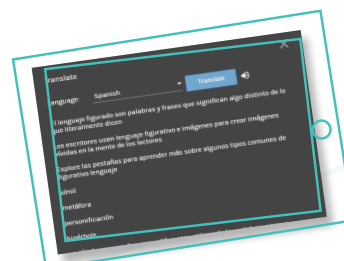 Translate
Language: Spanish Translate
El lenguaje figurado son palabras y frases que significan algo distinto de lo
que literalmente dicen
Los escritores usan lenguaje figurativo e imágenes para crear imágenes
vívidas en la mente de los lectores
Explore las pestañas para aprender más sobre algunos tipos comunes de
figurativo lenguaje
símil
metáfora
personificación
hipérbole